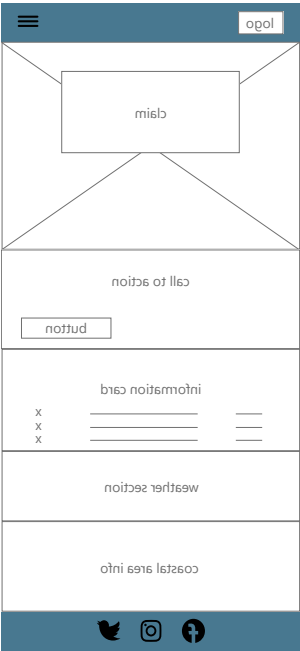 logo
claim
call to action
button
information card
x
x
x
weather section
coastal area info